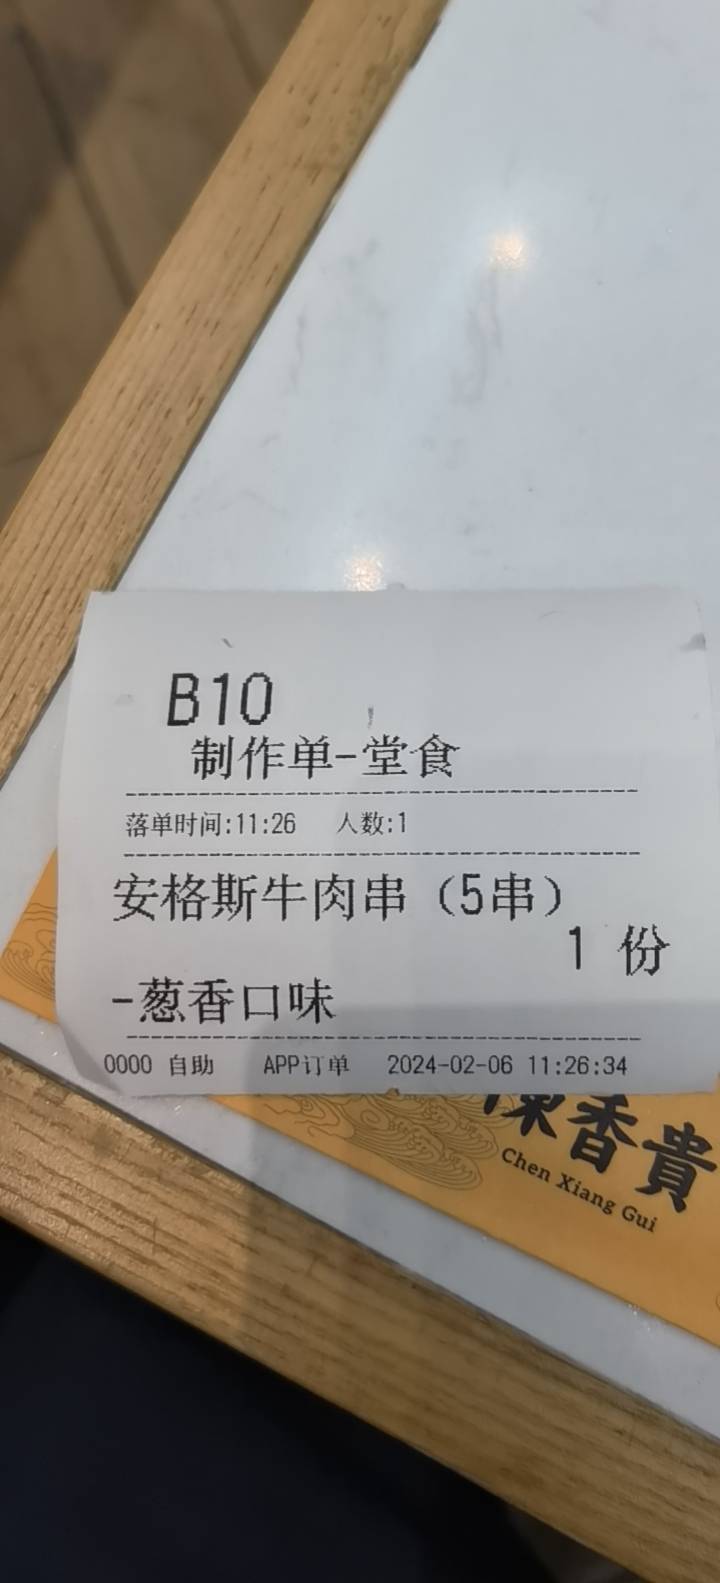 B10
制作单-堂食
落单时间:11:26 人数:1
安格斯牛肉串（5串）
1 份
-葱香口味
0000 自助 APP订单 2024-02-06 11:26:34
陳香貴
Chen Xiang Gui